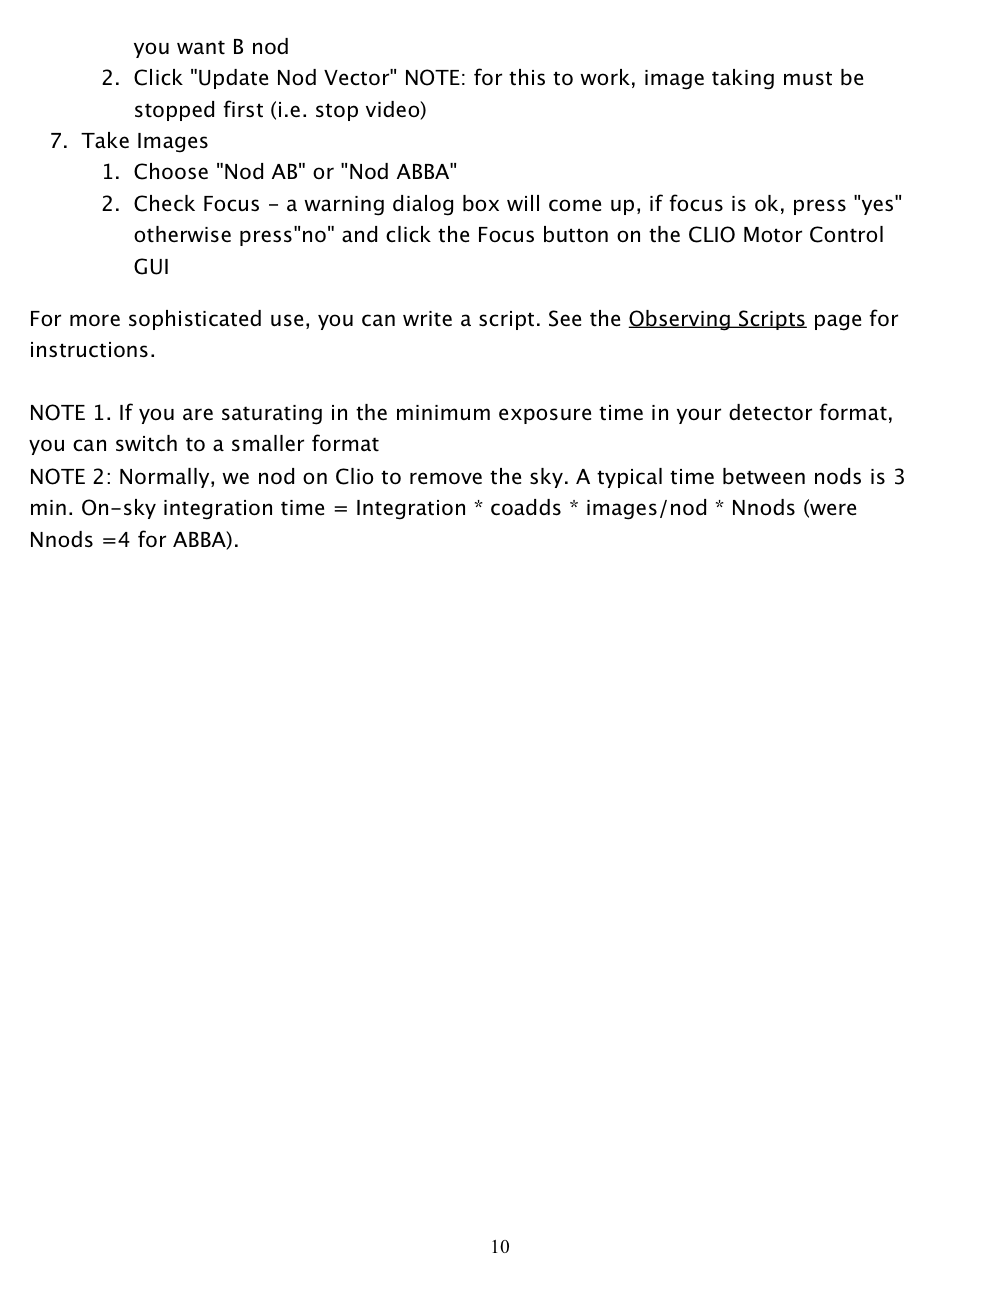 you want B nod
2. Click "Update Nod Vector" NOTE: for this to work, image taking must be
stopped first (i.e. stop video)
7. Take Images
1. Choose "Nod AB" or "Nod ABBA"
2. Check Focus – a warning dialog box will come up, if focus is ok, press "yes"
otherwise press"no" and click the Focus button on the CLIO Motor Control
GUI
For more sophisticated use, you can write a script. See the Observing Scripts page for
instructions.
NOTE 1. If you are saturating in the minimum exposure time in your detector format,
you can switch to a smaller format
NOTE 2: Normally, we nod on Clio to remove the sky. A typical time between nods is 3
min. On–sky integration time = Integration * coadds * images/nod * Nnods (were
Nnods =4 for ABBA).
10